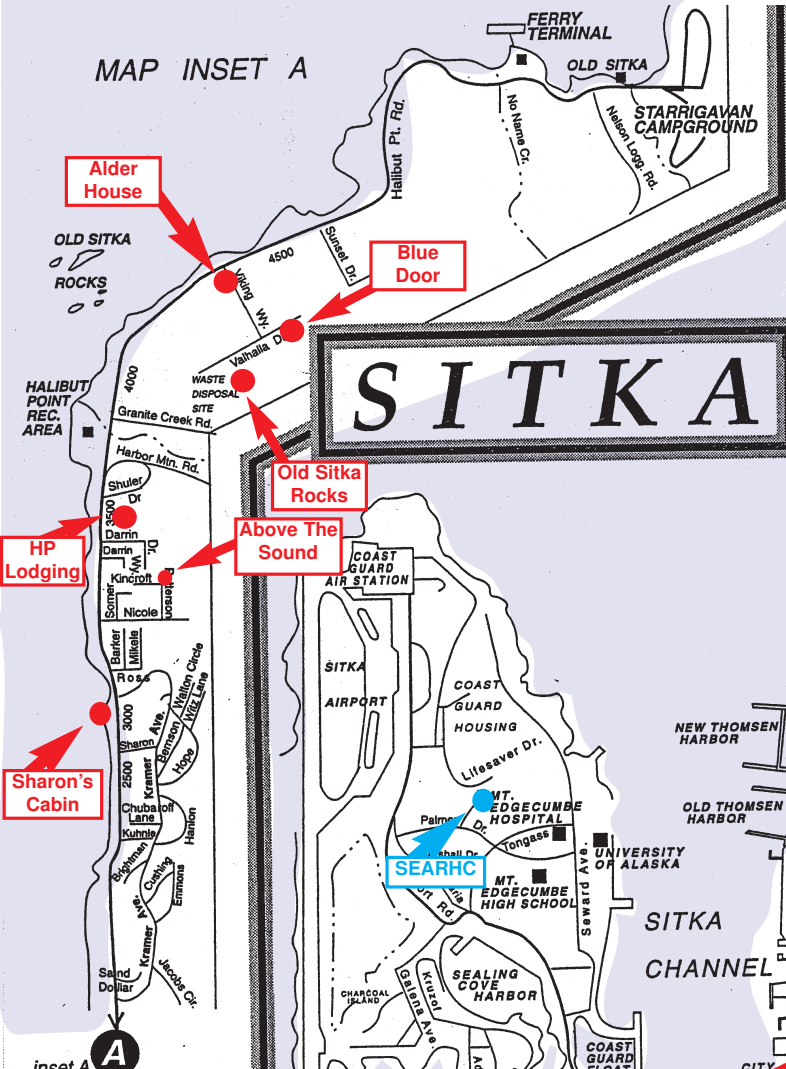 MAP INSET A
FERRY
TERMINAL
OLD SITKA
STARRIGAVAN
CAMPGROUND
Halibut Pt. Rd.
No Name Cr.
Nelson Logg. Rd.
Alder
House
OLD SITKA
ROCKS
4500
Sunset Dr.
Blue
Door
Viking Wy.
Valhalla
4000
WASTE
DISPOSAL
SITE
SITKA
HALIBUT
POINT
REC.
AREA
Granite Creek Rd.
Harbor Mtn. Rd.
Old Sitka
Rocks
Shuler
Dr
3500
Darrin
Darrin
Dr.
Wy.
HP
Lodging
Above The
Sound
Kincroft
Somer
Nicole
Barker
Mikele
Ross
COAST
GUARD
AIR STATION
SITKA
AIRPORT
COAST
GUARD
HOUSING
Walton Circle
Witz Lane
3000
Ave.
Sharon
Bernson
Hope
2500
Kramer
Sharon's
Cabin
Chubaroff
Lane
Kuhnle
Hanlon
Brightman
Cushing
Emmons
Kramer
Ave.
Sand
Dollar
Jacobs Cir.
A
inset A
Lifesaver Dr.
MT.
EDGECUMBE
HOSPITAL
Dr.
Tongass
SEARHC
MT.
EDGECUMBE
HIGH SCHOOL
Seward Ave.
UNIVERSITY
OF ALASKA
NEW THOMSEN
HARBOR
OLD THOMSEN
HARBOR
SITKA
CHANNEL
SEALING
COVE
HARBOR
CHARCOAL
ISLAND
Kruzof
Galena Ave.
COAST
GUARD
FLOAT
CITY